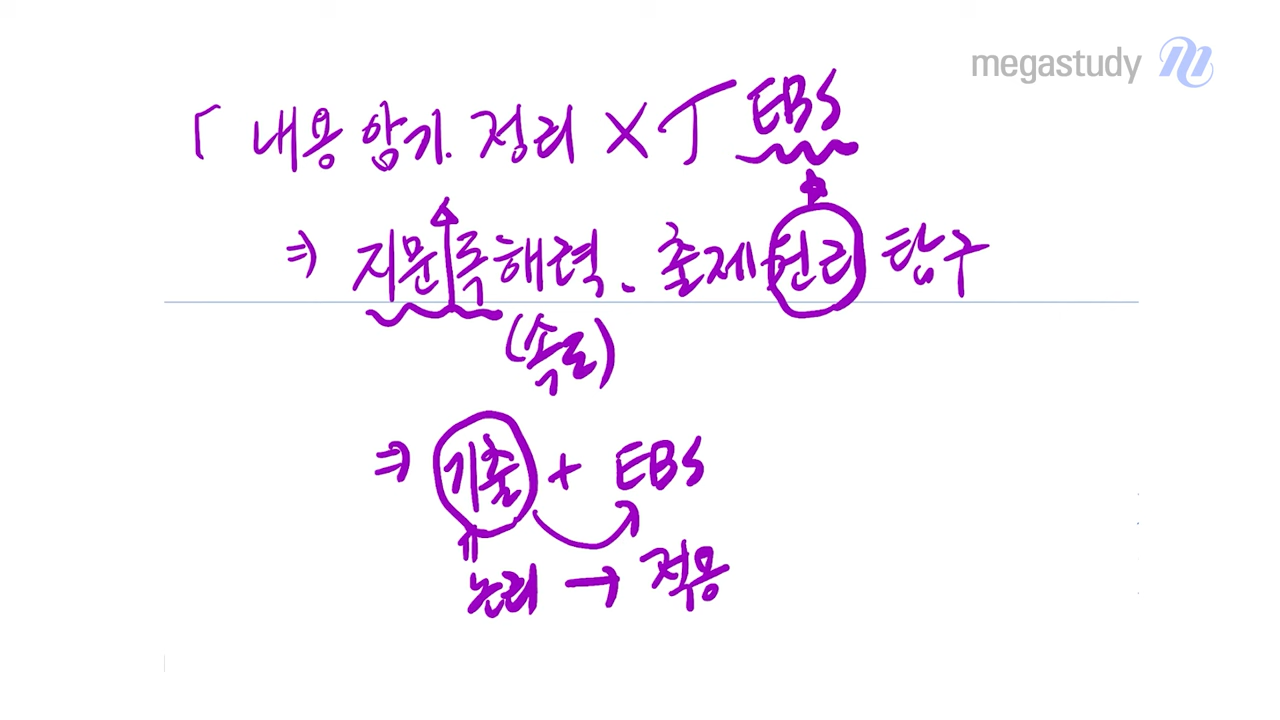 megastudy
「 내용 암기. 정리 X 」 EBS
⇒ 지문 독해력. 출제 원리 탐구
(속도)
⇒ 기출 + EBS
논리 → 적용